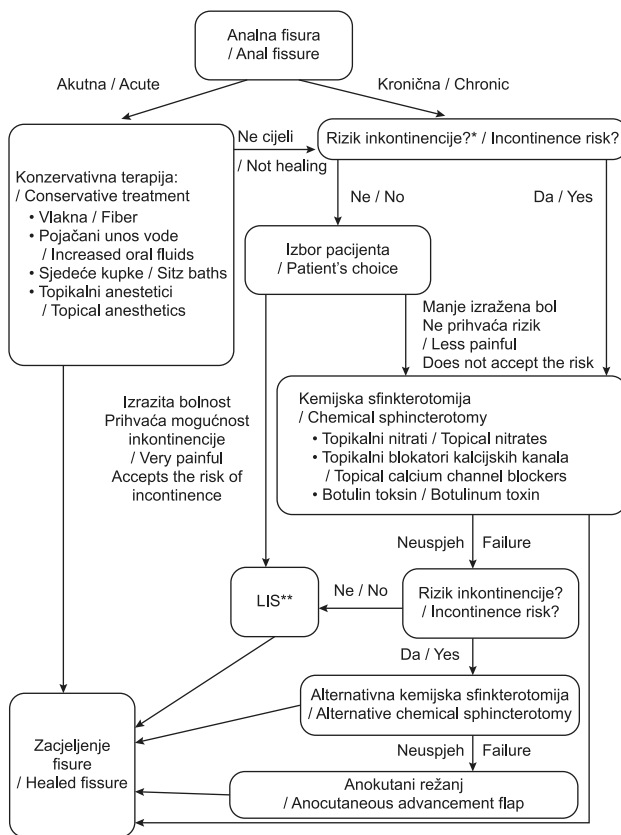 Analna fisura
/ Anal fissure
Akutna / Acute
Kronična / Chronic
Konzervativna terapija:
/ Conservative treatment
• Vlakna / Fiber
• Pojačani unos vode
/ Increased oral fluids
• Sjedeće kupke / Sitz baths
• Topikalni anestetici
/ Topical anesthetics
Ne cijeli
/ Not healing
Rizik inkontinencije?* / Incontinence risk?
Ne / No
Da / Yes
Izbor pacijenta
/ Patient's choice
Manje izražena bol
Ne prihvaća rizik
/ Less painful
Does not accept the risk
Izrazita bolnost
Prihvaća mogućnost
inkontinencije
/ Very painful
Accepts the risk of
incontinence
Kemijska sfinkterotomija
/ Chemical sphincterotomy
• Topikalni nitrati / Topical nitrates
• Topikalni blokatori kalcijskih kanala
/ Topical calcium channel blockers
• Botulin toksin / Botulinum toxin
Neuspjeh Failure
Rizik inkontinencije?
/ Incontinence risk?
Ne / No
LIS**
Da / Yes
Alternativna kemijska sfinkterotomija
/ Alternative chemical sphincterotomy
Neuspjeh Failure
Anokutani režanj
/ Anocutaneous advancement flap
Zacjeljenje
fisure
/ Healed fissure